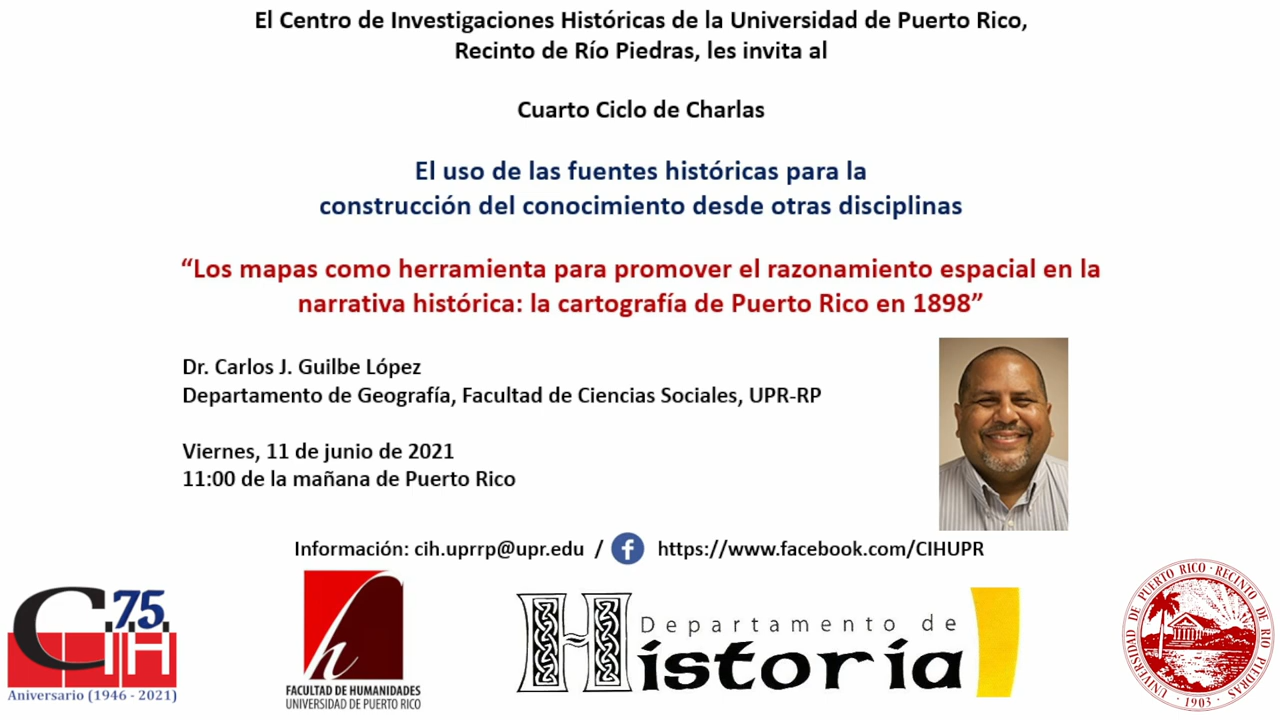 El Centro de Investigaciones Históricas de la Universidad de Puerto Rico,
Recinto de Río Piedras, les invita al
Cuarto Ciclo de Charlas
El uso de las fuentes históricas para la
construcción del conocimiento desde otras disciplinas
“Los mapas como herramienta para promover el razonamiento espacial en la
narrativa histórica: la cartografía de Puerto Rico en 1898”
Dr. Carlos J. Guilbe López
Departamento de Geografía, Facultad de Ciencias Sociales, UPR-RP
Viernes, 11 de junio de 2021
11:00 de la mañana de Puerto Rico
Información: cih.uprrp@upr.edu / f https://www.facebook.com/CIHUPR
CIH 75
Aniversario (1946 - 2021)
h
FACULTAD DE HUMANIDADES
UNIVERSIDAD DE PUERTO RICO
Departamento de
Historia
UNIVERSIDAD DE PUERTO RICO · RECINTO DE RÍO PIEDRAS
· 1903 ·